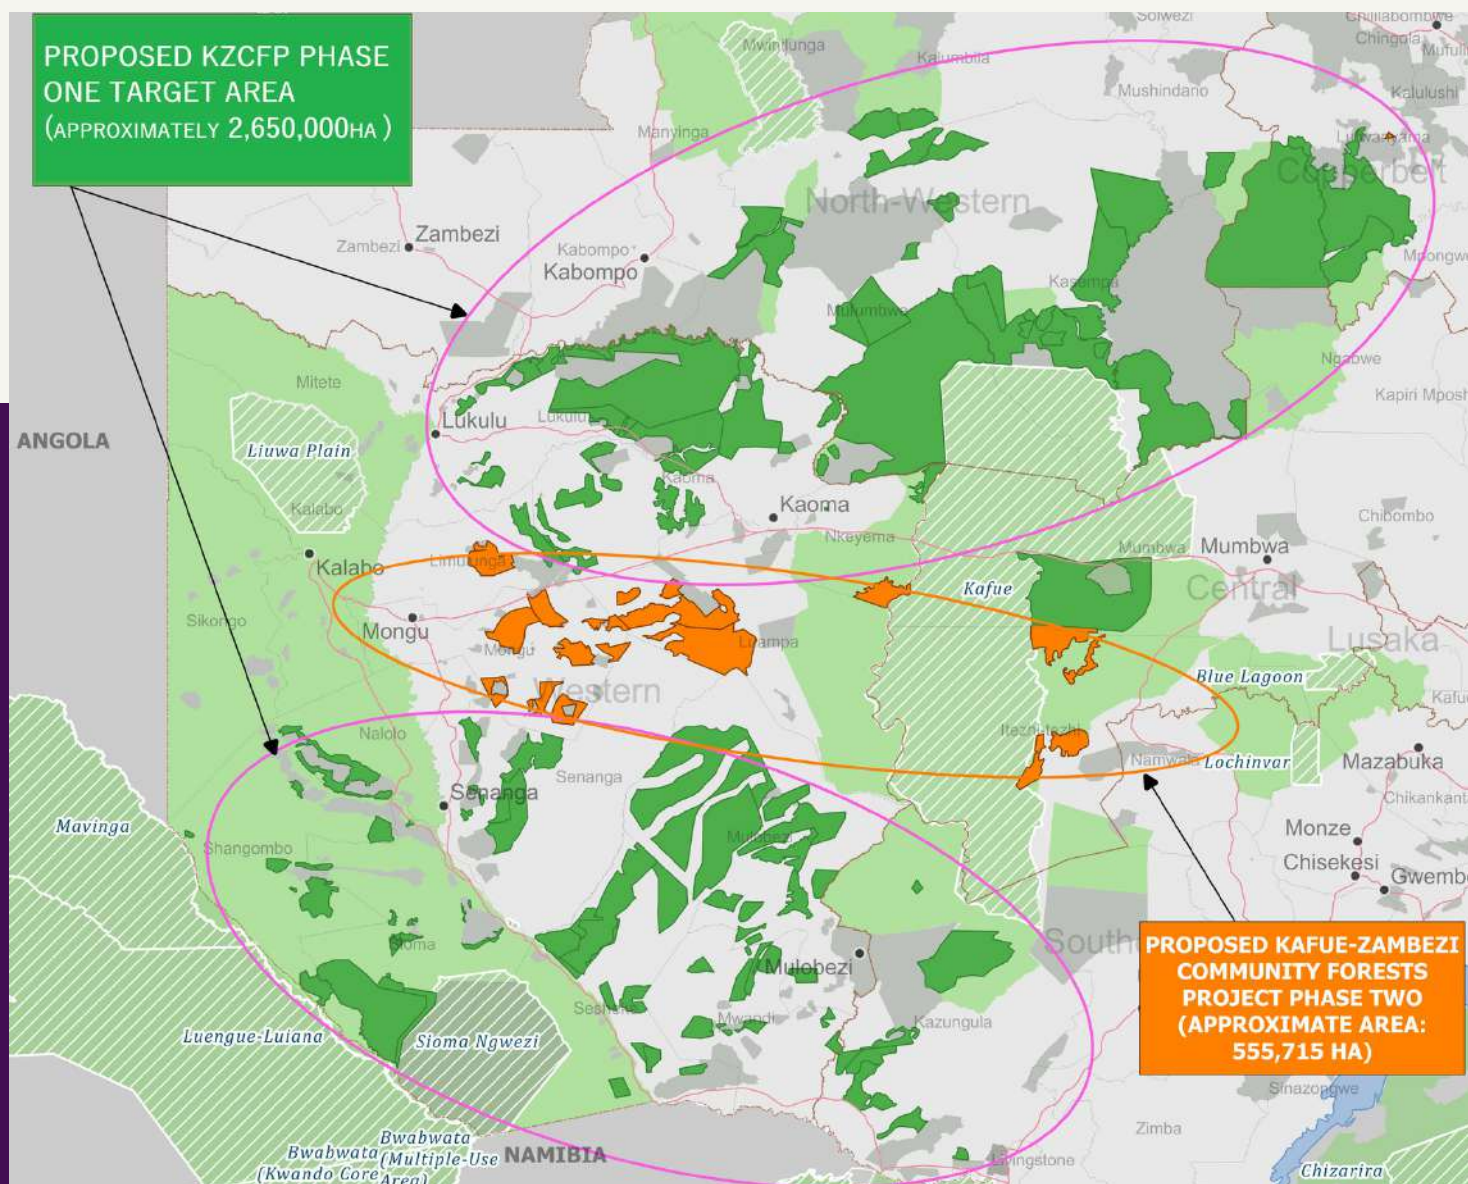 PROPOSED KZCFP PHASE
ONE TARGET AREA
(APPROXIMATELY 2,650,000HA )
Solwezi
Chililabombwe
Mwinilunga
Kalumbila
Chingola
Mushindano
Kalulushi
Manyinga
Lufwanyama
Copperbelt
North-Western
Zambezi
Zambezi
Kabompo
Kabompo
Mpongwe
Kasempa
Mufumbwe
Mitete
Ngabwe
Kapiri Mposh
Lukulu
Lukulu
ANGOLA
Liuwa Plain
Kaoma
Kalabo
Kaoma
Chibombo
Nkeyema
Mumbwa
Mumbwa
Limulunga
Kalabo
Kafue
Central
Sikongo
Mongu
Mongu
Luampa
Lusaka
Western
Blue Lagoon
Kafue
Nalolo
Itezhi-tezhi
Namwala
Lochinvar
Mazabuka
Senanga
Senanga
Chikankanta
Mavinga
Shangombo
Mulobezi
Monze
Chisekesi
Gwembe
Sioma
Mulobezi
Southe
PROPOSED KAFUE-ZAMBEZI
COMMUNITY FORESTS
PROJECT PHASE TWO
(APPROXIMATE AREA:
555,715 HA)
Sesheke
Mwandi
Kazungula
Luengue-Luiana
Sioma Ngwezi
Sinazongwe
Zimba
Bwabwata
(Kwando Core
Area)
Bwabwata
(Multiple-Use
NAMIBIA
Livingstone
Chizarira